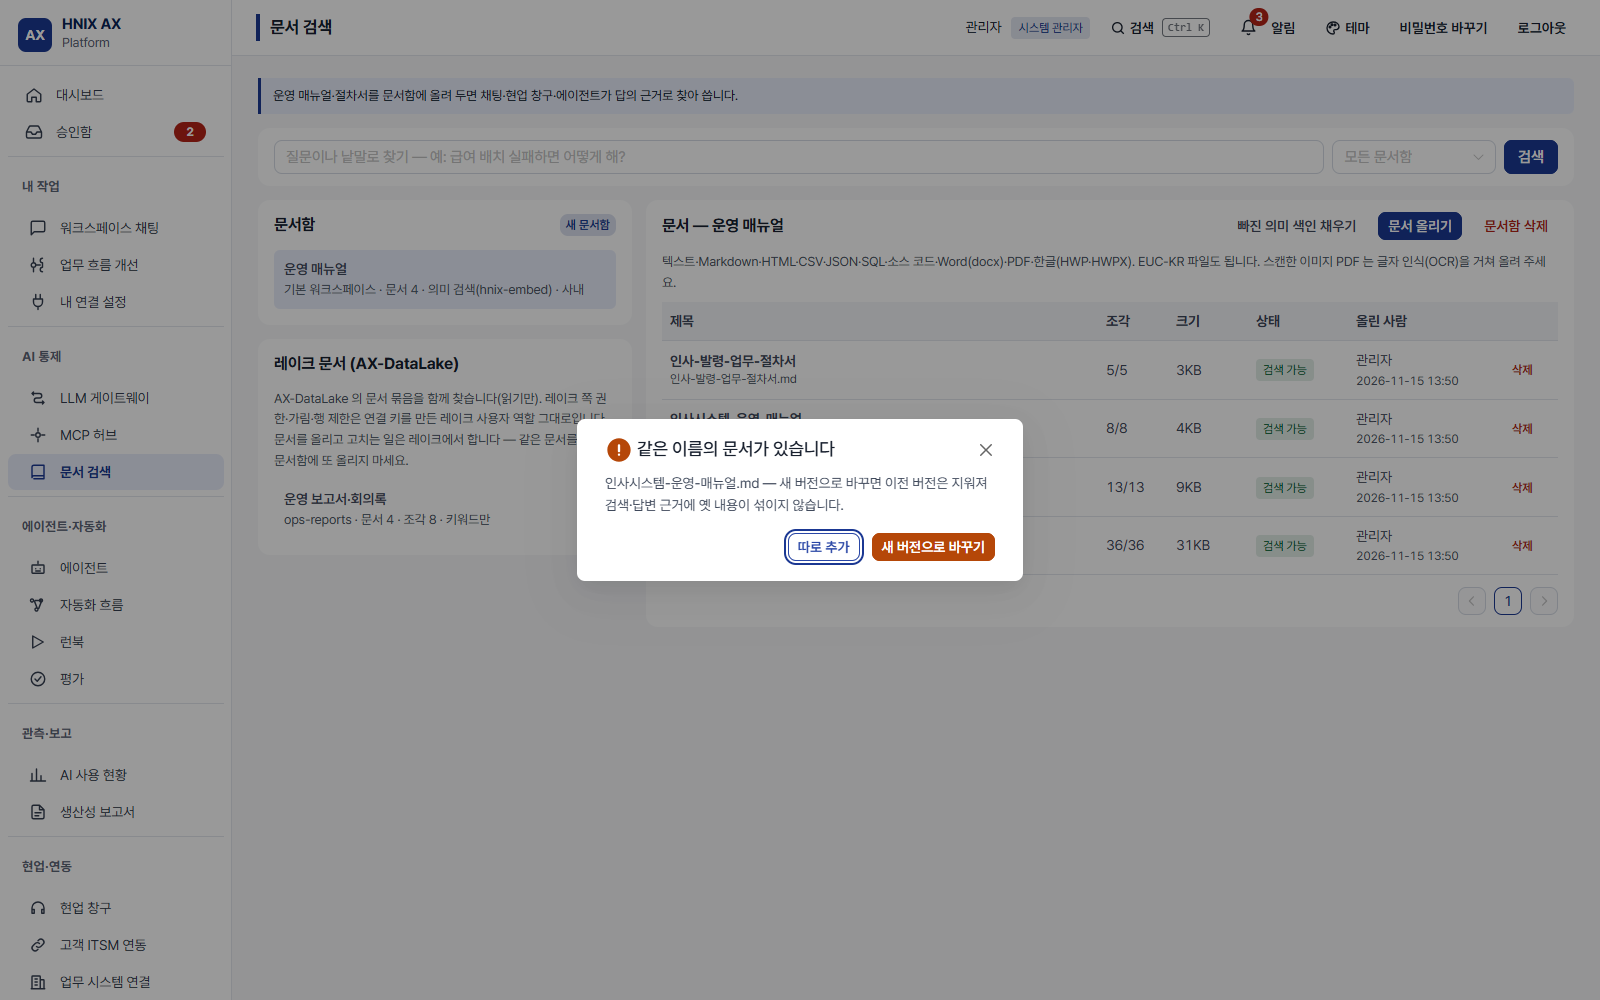 AX
HNIX AX
Platform
대시보드
승인함
2
내 작업
워크스페이스 채팅
업무 흐름 개선
내 연결 설정
AI 통제
LLM 게이트웨이
MCP 허브
문서 검색
에이전트·자동화
에이전트
자동화 흐름
런북
평가
관측·보고
AI 사용 현황
생산성 보고서
현업·연동
현업 창구
고객 ITSM 연동
업무 시스템 연결
문서 검색
관리자
시스템 관리자
검색
Ctrl K
3
알림
테마
비밀번호 바꾸기
로그아웃
운영 매뉴얼·절차서를 문서함에 올려 두면 채팅·현업 창구·에이전트가 답의 근거로 찾아 씁니다.
질문이나 낱말로 찾기 — 예: 급여 배치 실패하면 어떻게 해?
모든 문서함
검색
문서함
새 문서함
운영 매뉴얼
기본 워크스페이스 · 문서 4 · 의미 검색(hnix-embed) · 사내
레이크 문서 (AX-DataLake)
AX-DataLake 의 문서 묶음을 함께 찾습니다(읽기만). 레이크 쪽 권
한·가림·행 제한은 연결 키를 만든 레이크 사용자 역할 그대로입니다.
문서를 올리고 고치는 일은 레이크에서 합니다 — 같은 문서를
문서함에 또 올리지 마세요.
운영 보고서·회의록
ops-reports · 문서 4 · 조각 8 · 키워드만
문서 — 운영 매뉴얼
빠진 의미 색인 채우기
문서 올리기
문서함 삭제
텍스트·Markdown·HTML·CSV·JSON·SQL·소스 코드·Word(docx)·PDF·한글(HWP·HWPX). EUC-KR 파일도 됩니다. 스캔한 이미지 PDF 는 글자 인식(OCR)을 거쳐 올려 주세
요.
제목
조각
크기
상태
올린 사람
인사-발령-업무-절차서
인사-발령-업무-절차서.md
5/5
3KB
검색 가능
관리자
2026-11-15 13:50
삭제
인사시스템-운영-매뉴얼
8/8
4KB
검색 가능
관리자
2026-11-15 13:50
삭제
13/13
9KB
검색 가능
관리자
2026-11-15 13:50
삭제
36/36
31KB
검색 가능
관리자
2026-11-15 13:50
삭제
1
같은 이름의 문서가 있습니다
인사시스템-운영-매뉴얼.md — 새 버전으로 바꾸면 이전 버전은 지워져
검색·답변 근거에 옛 내용이 섞이지 않습니다.
따로 추가
새 버전으로 바꾸기